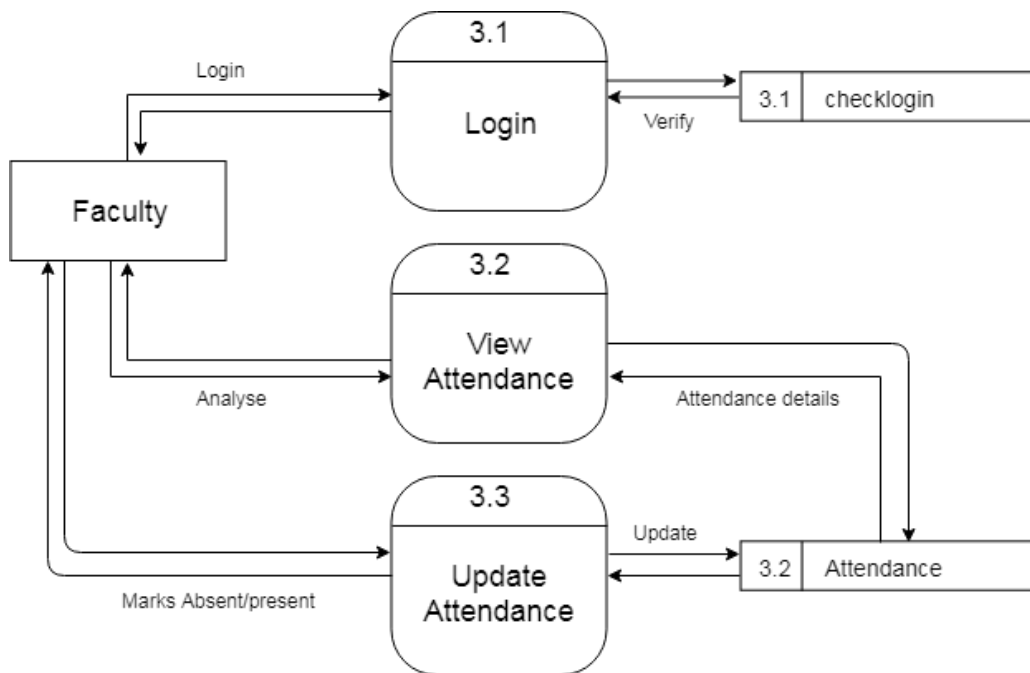 3.1
Login
Login
3.1 checklogin
Verify
Faculty
3.2
View
Attendance
Analyse
Attendance details
3.3
Update
3.2 Attendance
Update
Attendance
Marks Absent/present